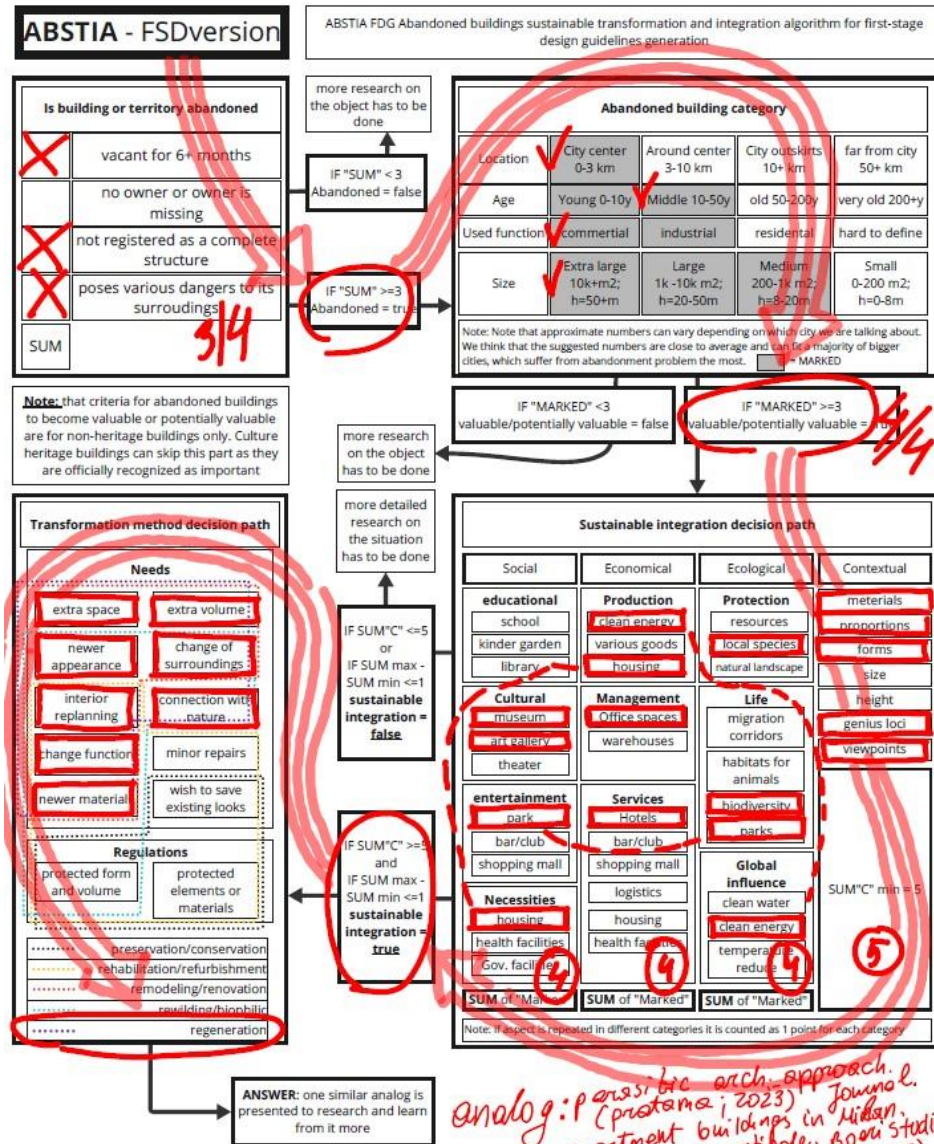 ABSTIA - FSDversion
ABSTIA FDG Abandoned buildings sustainable transformation and integration algorithm for first-stage
design guidelines generation
Is building or territory abandoned
vacant for 6+ months
no owner or owner is
missing
not registered as a complete
structure
poses various dangers to its
surroudings
SUM
3/4
more research on
the object has to be
done
IF "SUM" < 3
Abandoned = false
IF "SUM" >=3
Abandoned = true
Abandoned building category
Location
City center
0-3 km
Around center
3-10 km
City outskirts
10+ km
far from city
50+ km
Age
Young 0-10y
Middle 10-50y
old 50-200y
very old 200+y
Used function
commertial
industrial
residental
hard to define
Size
Extra large
10k+m2;
h=50+m
Large
1k -10k m2;
h=20-50m
Medium
200-1k m2;
h=8-20m
Small
0-200 m2;
h=0-8m
Note: Note that approximate numbers can vary depending on which city we are talking about.
We think that the suggested numbers are close to average and can fit a majority of bigger
cities, which suffer from abandonment problem the most.
= MARKED
Note: that criteria for abandoned buildings
to become valuable or potentially valuable
are for non-heritage buildings only. Culture
heritage buildings can skip this part as they
are officially recognized as important
IF "MARKED" <3
valuable/potentially valuable = false
IF "MARKED" >=3
valuable/potentially valuable = true
4/4
more research
on the object
has to be done
more detailed
research on
the situation
has to be done
Transformation method decision path
Needs
extra space
extra volume
newer
appearance
change of
surroundings
interior
replanning
connection with
nature
change function
minor repairs
newer material
wish to save
existing looks
Regulations
protected form
and volume
protected
elements or
materials
preservation/conservation
rehabilitation/refurbishment
remodeling/renovation
rewilding/biophilic
regeneration
IF SUM"C" <=5
or
IF SUM max -
SUM min <=1
sustainable
integration =
false
IF SUM"C" >=5
and
IF SUM max -
SUM min <=1
sustainable
integration =
true
Sustainable integration decision path
Social
Economical
Ecological
Contextual
educational
school
kinder garden
library
Cultural
museum
art gallery
theater
entertainment
park
bar/club
shopping mall
Necessities
housing
health facilities
Gov. facilities
4
SUM of "Marked"
Production
clean energy
various goods
housing
Management
Office spaces
warehouses
Services
Hotels
bar/club
shopping mall
logistics
housing
health facilities
4
SUM of "Marked"
Protection
resources
local species
natural landscape
Life
migration
corridors
habitats for
animals
biodiversity
parks
Global
influence
clean water
clean energy
temperature
reduce
4
SUM of "Marked"
meterials
proportions
forms
size
height
genius loci
viewpoints
SUM"C" min = 5
5
Note: If aspect is repeated in different categories it is counted as 1 point for each category
ANSWER: one similar analog is
presented to research and learn
from it more
analog: parasitic arch. approach.
(pratama, 2023) Journal.
buildings in Milan.